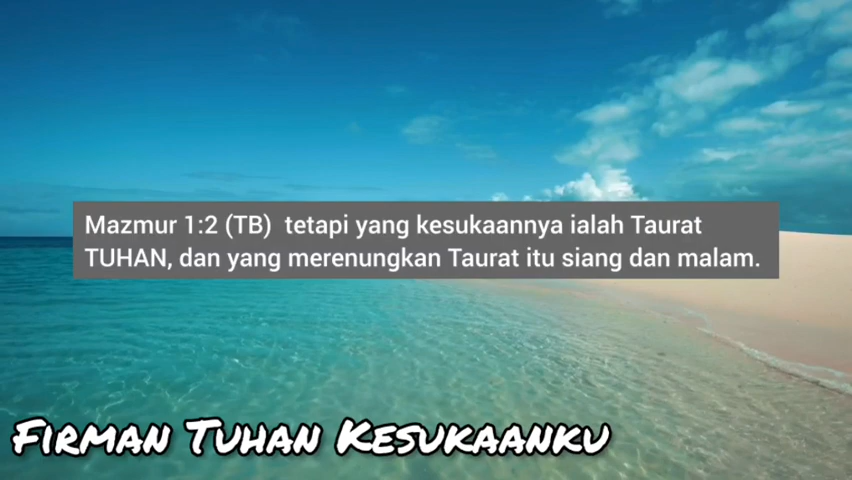 Mazmur 1:2 (TB)  tetapi yang kesukaannya ialah Taurat
TUHAN, dan yang merenungkan Taurat itu siang dan malam.
Firman Tuhan Kesukaanku